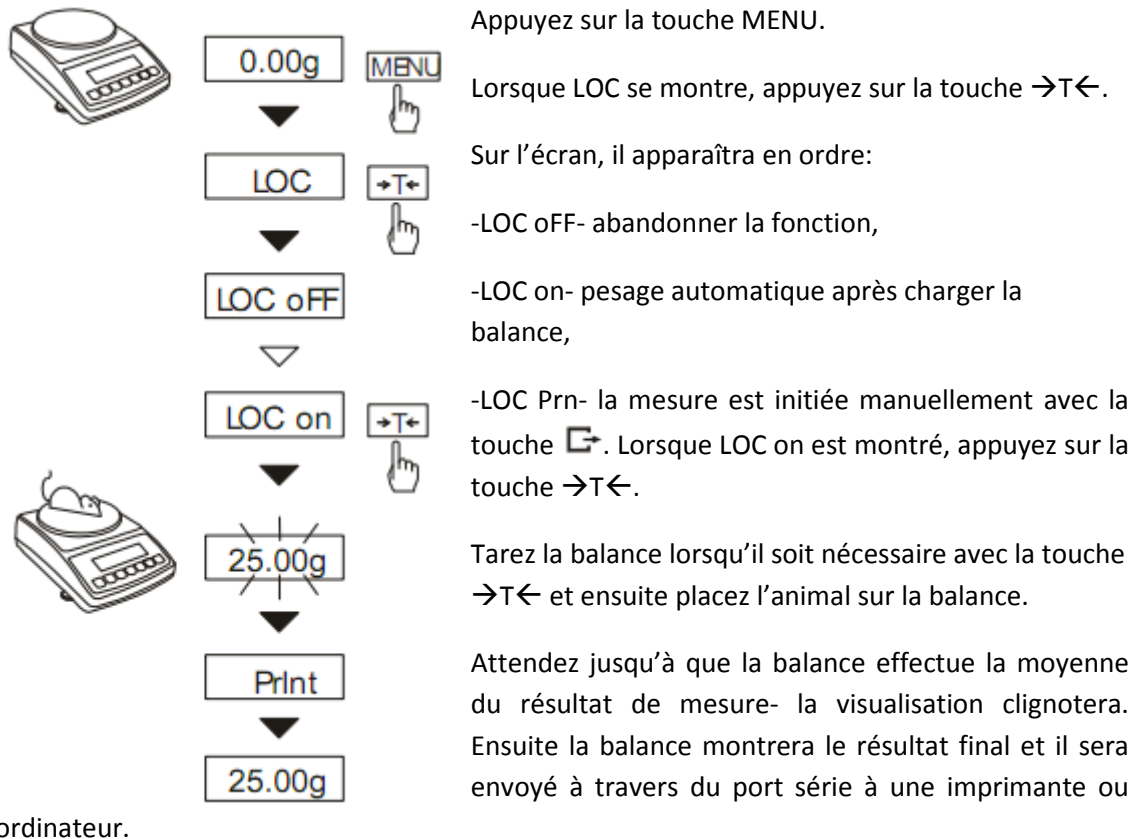 Appuyez sur la touche MENU.
0.00g
MENU
Lorsque LOC se montre, appuyez sur la touche →T←.
Sur l’écran, il apparaîtra en ordre:
LOC
→T←
-LOC oFF- abandonner la fonction,
LOC oFF
-LOC on- pesage automatique après charger la
balance,
LOC on
→T←
-LOC Prn- la mesure est initiée manuellement avec la
touche . Lorsque LOC on est montré, appuyez sur la
touche →T←.
25.00g
Tarez la balance lorsqu’il soit nécessaire avec la touche
→T← et ensuite placez l’animal sur la balance.
PrInt
Attendez jusqu’à que la balance effectue la moyenne
du résultat de mesure- la visualisation clignotera.
Ensuite la balance montrera le résultat final et il sera
25.00g
envoyé à travers du port série à une imprimante ou
ordinateur.